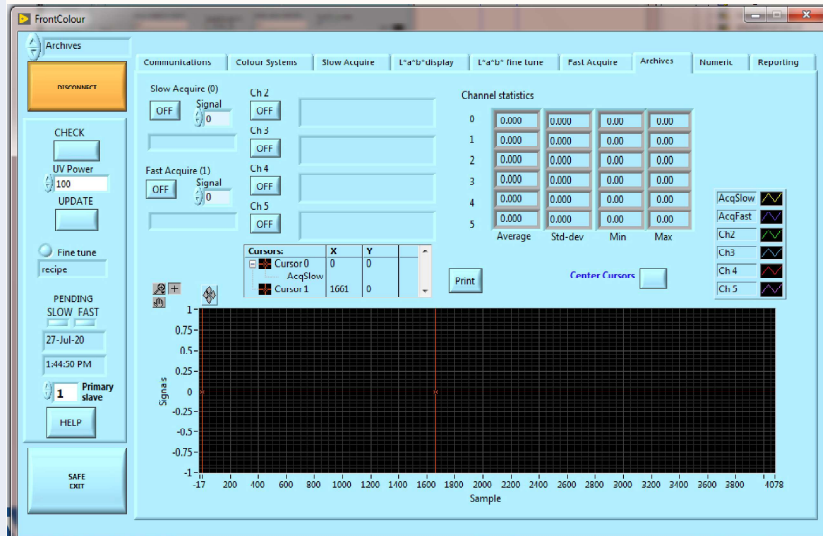 FrontColour
Archives
DISCONNECT
CHECK
UV Power
100
UPDATE
Fine tune
recipe
PENDING
SLOW FAST
27-Jul-20
1:44:50 PM
1 Primary slave
HELP
SAFE
EXIT
Communications Colour Systems Slow Acquire L*a*b*display L*a*b* fine tune Fast Acquire Archives Numeric Reporting
Slow Acquire (0)
OFF Signal 0
Fast Acquire (1)
OFF Signal 0
Ch 2
OFF
Ch 3
OFF
Ch 4
OFF
Ch 5
OFF
Channel statistics
0 0.000 0.000 0.00 0.00
1 0.000 0.000 0.00 0.00
2 0.000 0.000 0.00 0.00
3 0.000 0.000 0.00 0.00
4 0.000 0.000 0.00 0.00
5 0.000 0.000 0.00 0.00
Average Std-dev Min Max
AcqSlow
AcqFast
Ch2
Ch3
Ch 4
Ch 5
Cursors: X Y
Cursor 0 0 0
AcqSlow
Cursor 1 1661 0
Print
Center Cursors
Signals
1
0.75
0.5
0.25
0
-0.25
-0.5
-0.75
-1
-17 200 400 600 800 1000 1200 1400 1600 1800 2000 2200 2400 2600 2800 3000 3200 3400 3600 3800 4078
Sample